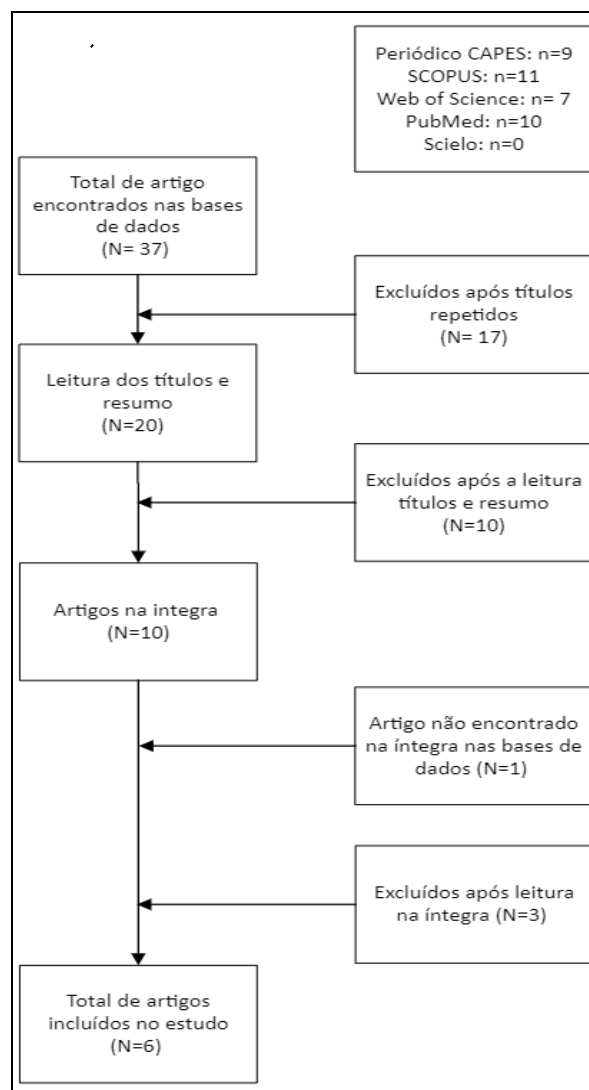 Periódico CAPES: n=9
SCOPUS: n=11
Web of Science: n= 7
PubMed: n=10
Scielo: n=0
Total de artigo
encontrados nas bases
de dados
(N= 37)
Excluídos após títulos
repetidos
(N= 17)
Leitura dos títulos e
resumo
(N=20)
Excluídos após a leitura
títulos e resumo
(N=10)
Artigos na integra
(N=10)
Artigo não encontrado
na íntegra nas bases de
dados (N=1)
Excluídos após leitura
na íntegra (N=3)
Total de artigos
incluídos no estudo
(N=6)